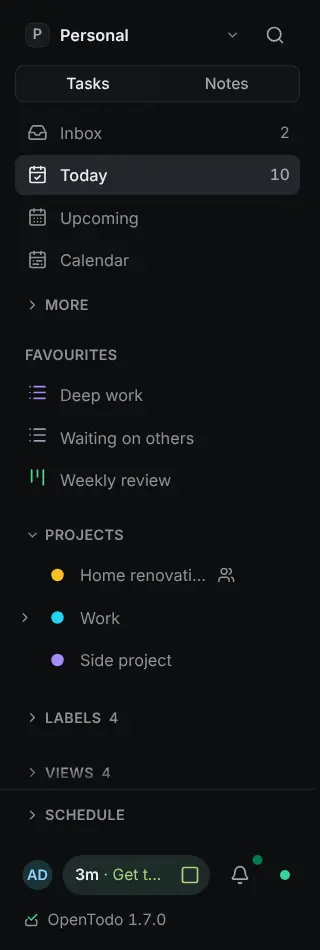 P Personal
Tasks Notes
Inbox 2
Today 10
Upcoming
Calendar
MORE
FAVOURITES
Deep work
Waiting on others
Weekly review
PROJECTS
Home renovati...
Work
Side project
LABELS 4
VIEWS 4
SCHEDULE
AD 3m · Get t...
OpenTodo 1.7.0